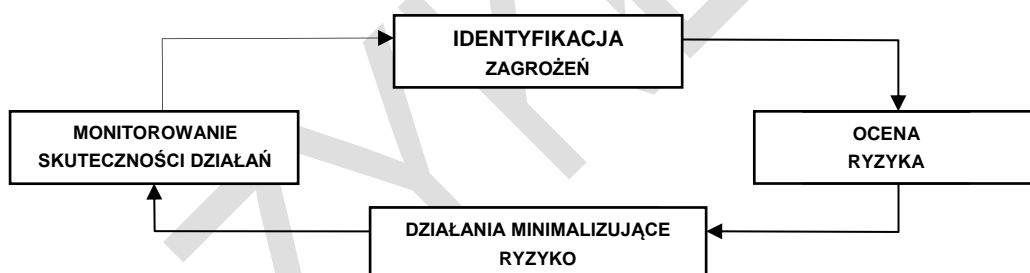 IDENTYFIKACJA
ZAGROŻEŃ
MONITOROWANIE
SKUTECZNOŚCI DZIAŁAŃ
OCENA
RYZYKA
DZIAŁANIA MINIMALIZUJĄCE
RYZYKO